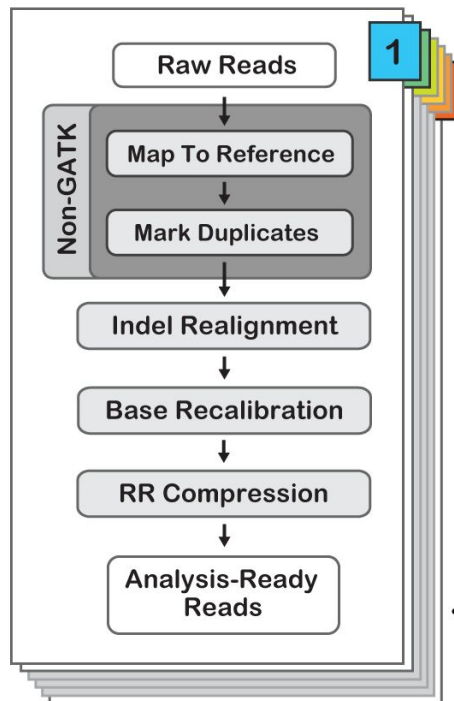 1
Raw Reads
Non-GATK
Map To Reference
Mark Duplicates
Indel Realignment
Base Recalibration
RR Compression
Analysis-Ready
Reads